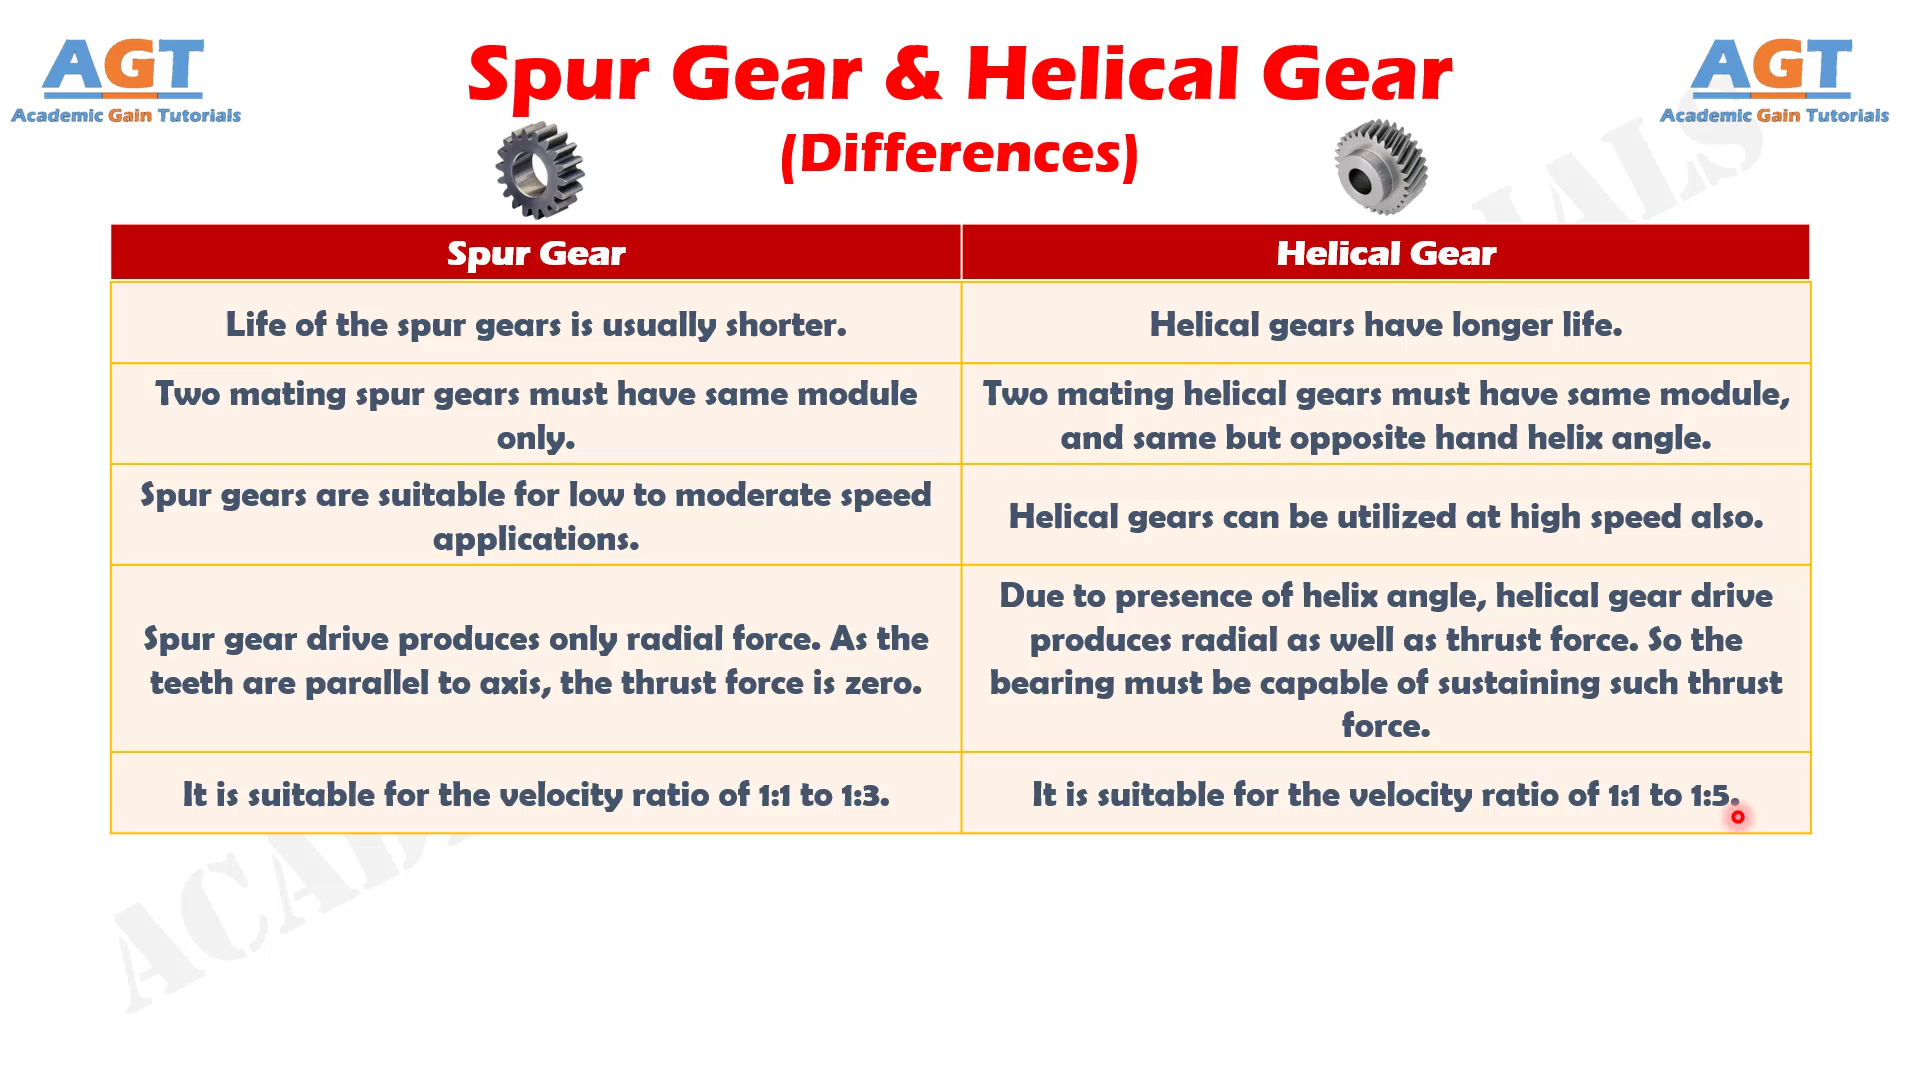 AGT
Academic Gain Tutorials
Spur Gear & Helical Gear
(Differences)
AGT
Academic Gain Tutorials
Spur Gear
Helical Gear
Life of the spur gears is usually shorter.
Helical gears have longer life.
Two mating spur gears must have same module
only.
Two mating helical gears must have same module,
and same but opposite hand helix angle.
Spur gears are suitable for low to moderate speed
applications.
Helical gears can be utilized at high speed also.
Spur gear drive produces only radial force. As the
teeth are parallel to axis, the thrust force is zero.
Due to presence of helix angle, helical gear drive
produces radial as well as thrust force. So the
bearing must be capable of sustaining such thrust
force.
It is suitable for the velocity ratio of 1:1 to 1:3.
It is suitable for the velocity ratio of 1:1 to 1:5.